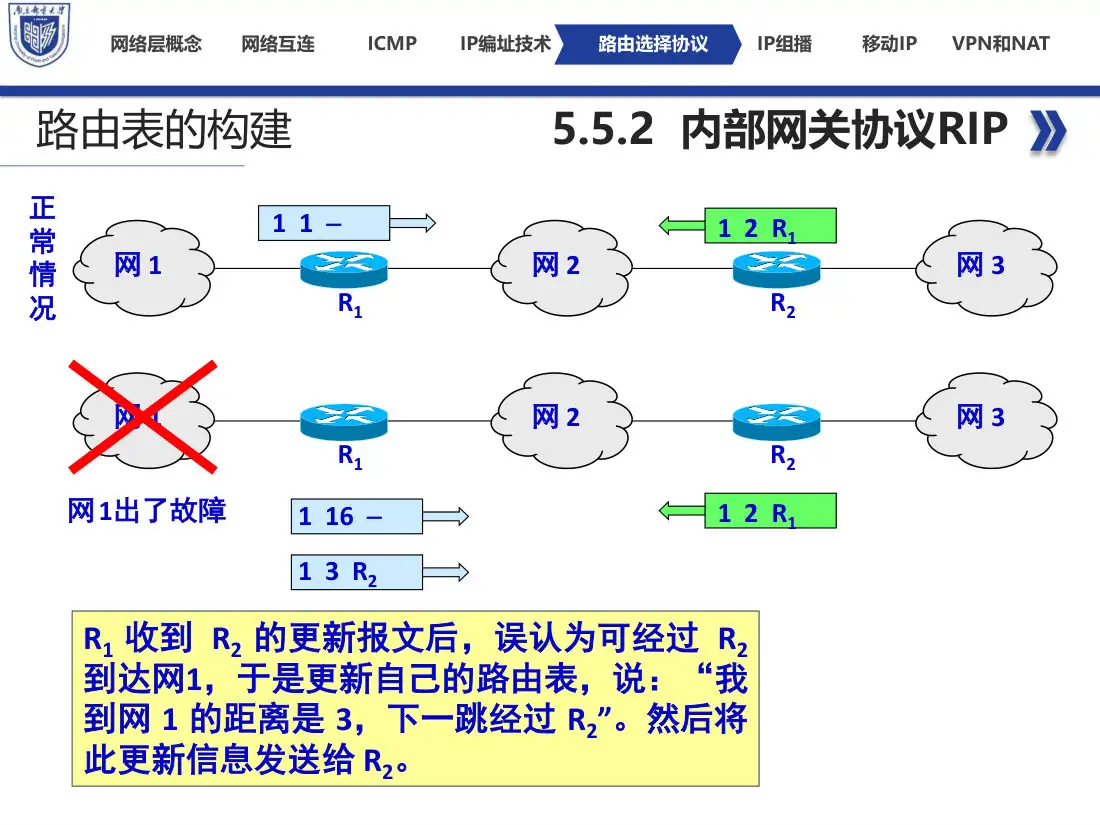 网络层概念 网络互连 ICMP IP编址技术 路由选择协议 IP组播 移动IP VPN和NAT
路由表的构建
5.5.2 内部网关协议RIP
正常情况
1 1 –
1 2 R1
网 1
网 2
网 3
R1
R2
网 1
网 2
网 3
R1
R2
网1出了故障
1 16 –
1 2 R1
1 3 R2
R1 收到 R2 的更新报文后，误认为可经过 R2
到达网1，于是更新自己的路由表，说：“我
到网 1 的距离是 3，下一跳经过 R2”。然后将
此更新信息发送给 R2。